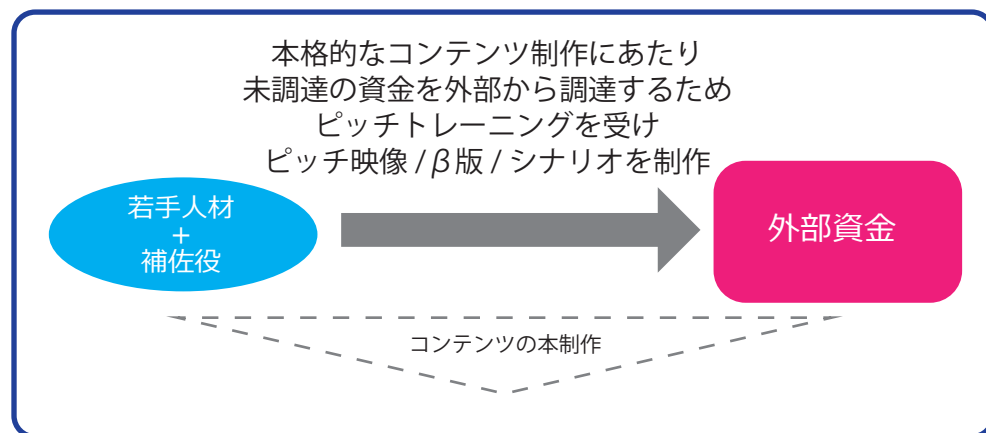 本格的なコンテンツ制作にあたり
未調達の資金を外部から調達するため
ピッチトレーニングを受け
ピッチ映像 / β版 / シナリオを制作
若手人材
+
補佐役
外部資金
コンテンツの本制作